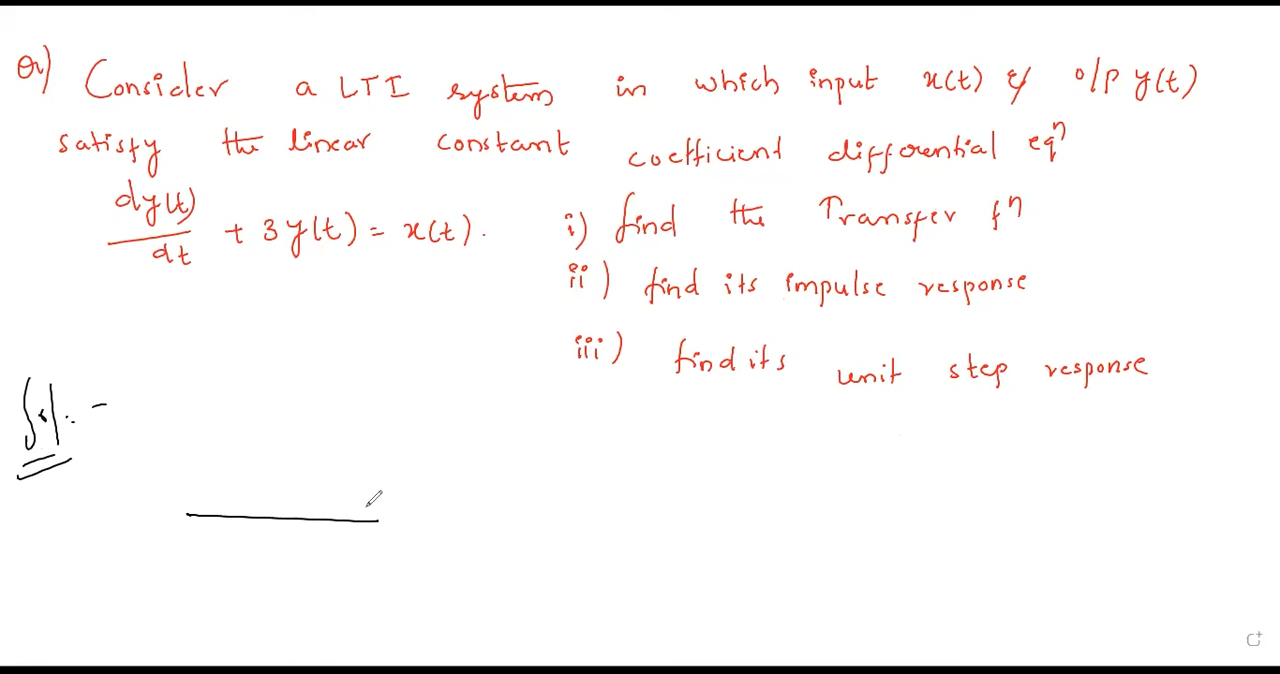 Q) Consider a LTI system in which input x(t) & o/p y(t)
satisfy the linear constant coefficient differential eqⁿ
dy(t)/dt + 3y(t) = x(t).
i) find the Transfer fⁿ
ii) find its impulse response
iii) find its unit step response
Sol: -